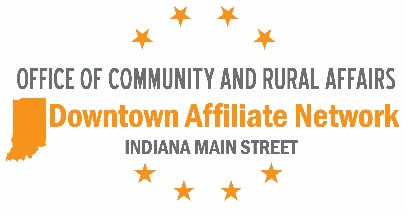 OFFICE OF COMMUNITY AND RURAL AFFAIRS
Downtown Affiliate Network
INDIANA MAIN STREET